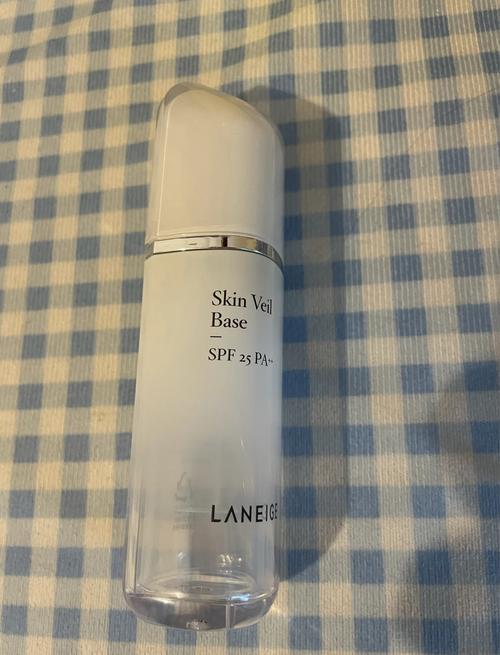 Skin Veil
Base
SPF 25 PA++
LANEIGE